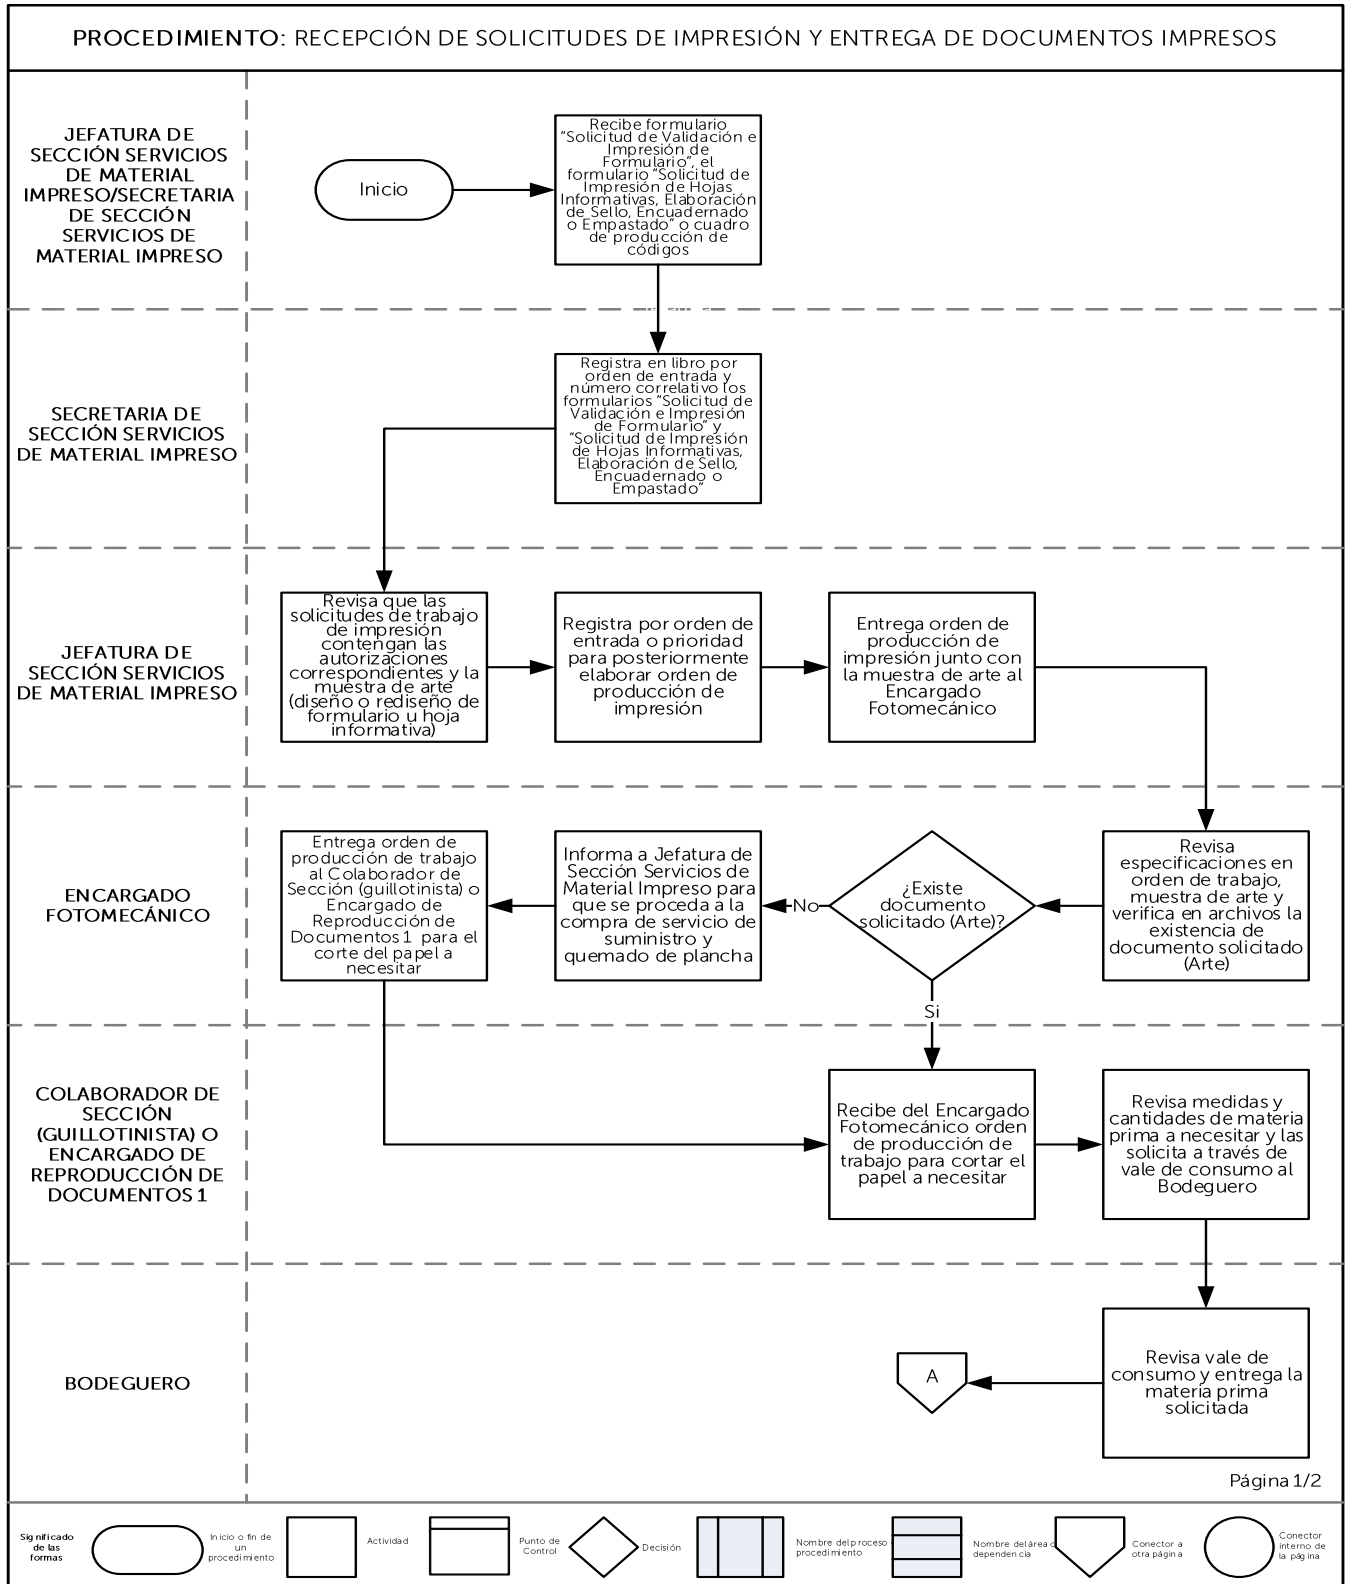 PROCEDIMIENTO: RECEPCIÓN DE SOLICITUDES DE IMPRESIÓN Y ENTREGA DE DOCUMENTOS IMPRESOS
JEFATURA DE
SECCIÓN SERVICIOS
DE MATERIAL
IMPRESO/SECRETARIA
DE SECCIÓN
SERVICIOS DE
MATERIAL IMPRESO
Inicio
Recibe formulario
“Solicitud de Validación e
Impresión de
Formulario”, el
formulario “Solicitud de
Impresión de Hojas
Informativas, Elaboración
de Sello, Encuadernado
o Empastado” o cuadro
de producción de
códigos
SECRETARIA DE
SECCIÓN SERVICIOS
DE MATERIAL IMPRESO
Registra en libro por
orden de entrada y
número correlativo los
formularios “Solicitud de
Validación e Impresión
de Formulario” y
“Solicitud de Impresión
de Hojas Informativas,
Elaboración de Sello,
Encuadernado o
Empastado”
JEFATURA DE
SECCIÓN SERVICIOS
DE MATERIAL IMPRESO
Revisa que las
solicitudes de trabajo
de impresión
contengan las
autorizaciones
correspondientes y la
muestra de arte
(diseño o rediseño de
formulario u hoja
informativa)
Registra por orden de
entrada o prioridad
para posteriormente
elaborar orden de
producción de
impresión
Entrega orden de
producción de
impresión junto con
la muestra de arte al
Encargado
Fotomecánico
ENCARGADO
FOTOMECÁNICO
Entrega orden de
producción de trabajo
al Colaborador de
Sección (guillotinista) o
Encargado de
Reproducción de
Documentos 1 para el
corte del papel a
necesitar
Informa a Jefatura de
Sección Servicios de
Material Impreso para
que se proceda a la
compra de servicio de
suministro y
quemado de plancha
No
¿Existe
documento
solicitado (Arte)?
Si
Revisa
especificaciones en
orden de trabajo,
muestra de arte y
verifica en archivos la
existencia de
documento solicitado
(Arte)
COLABORADOR DE
SECCIÓN
(GUILLOTINISTA) O
ENCARGADO DE
REPRODUCCIÓN DE
DOCUMENTOS 1
Recibe del Encargado
Fotomecánico orden
de producción de
trabajo para cortar el
papel a necesitar
Revisa medidas y
cantidades de materia
prima a necesitar y las
solicita a través de
vale de consumo al
Bodeguero
BODEGUERO
A
Revisa vale de
consumo y entrega la
materia prima
solicitada
Página 1/2
Significado
de las
formas
Inicio o fin de
un
procedimiento
Actividad
Punto de
Control
Decisión
Nombre del proceso
procedimiento
Nombre del área o
dependencia
Conector a
otra página
Conector
interno de
la página